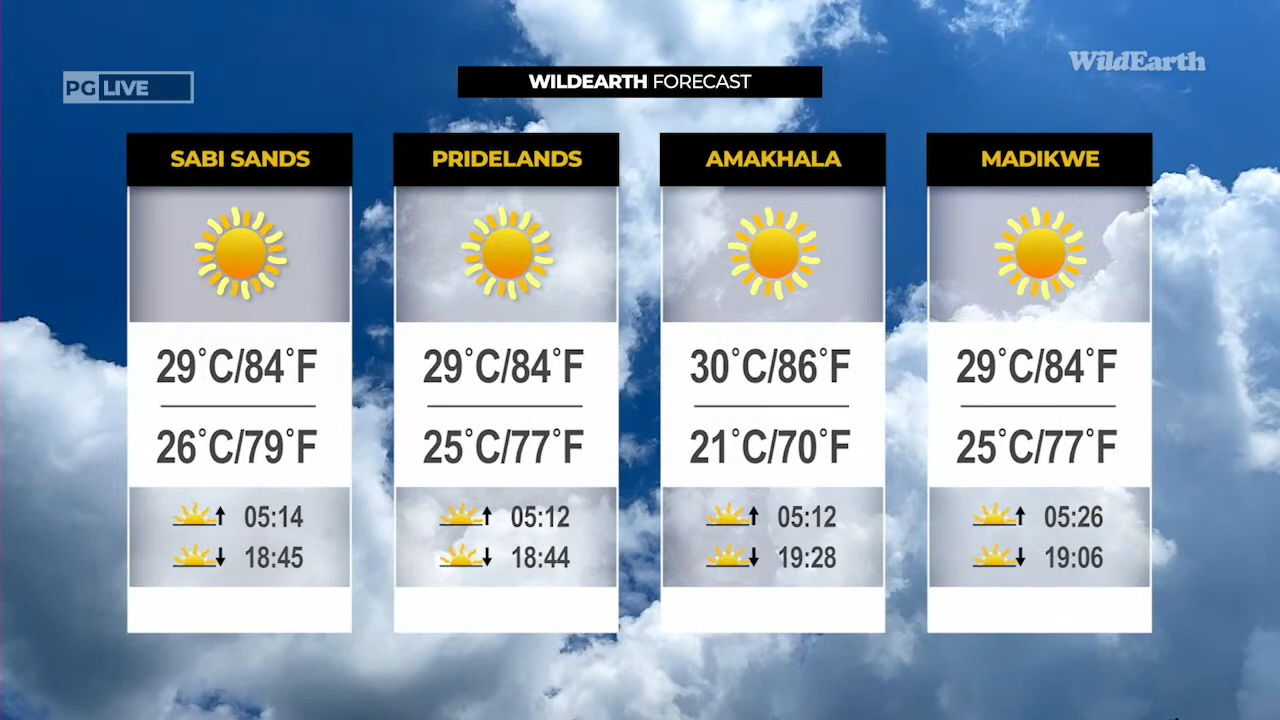 PG LIVE
WILDEARTH FORECAST
WildEarth
SABI SANDS
29°C/84°F
26°C/79°F
05:14
18:45
PRIDELANDS
29°C/84°F
25°C/77°F
05:12
18:44
AMAKHALA
30°C/86°F
21°C/70°F
05:12
19:28
MADIKWE
29°C/84°F
25°C/77°F
05:26
19:06